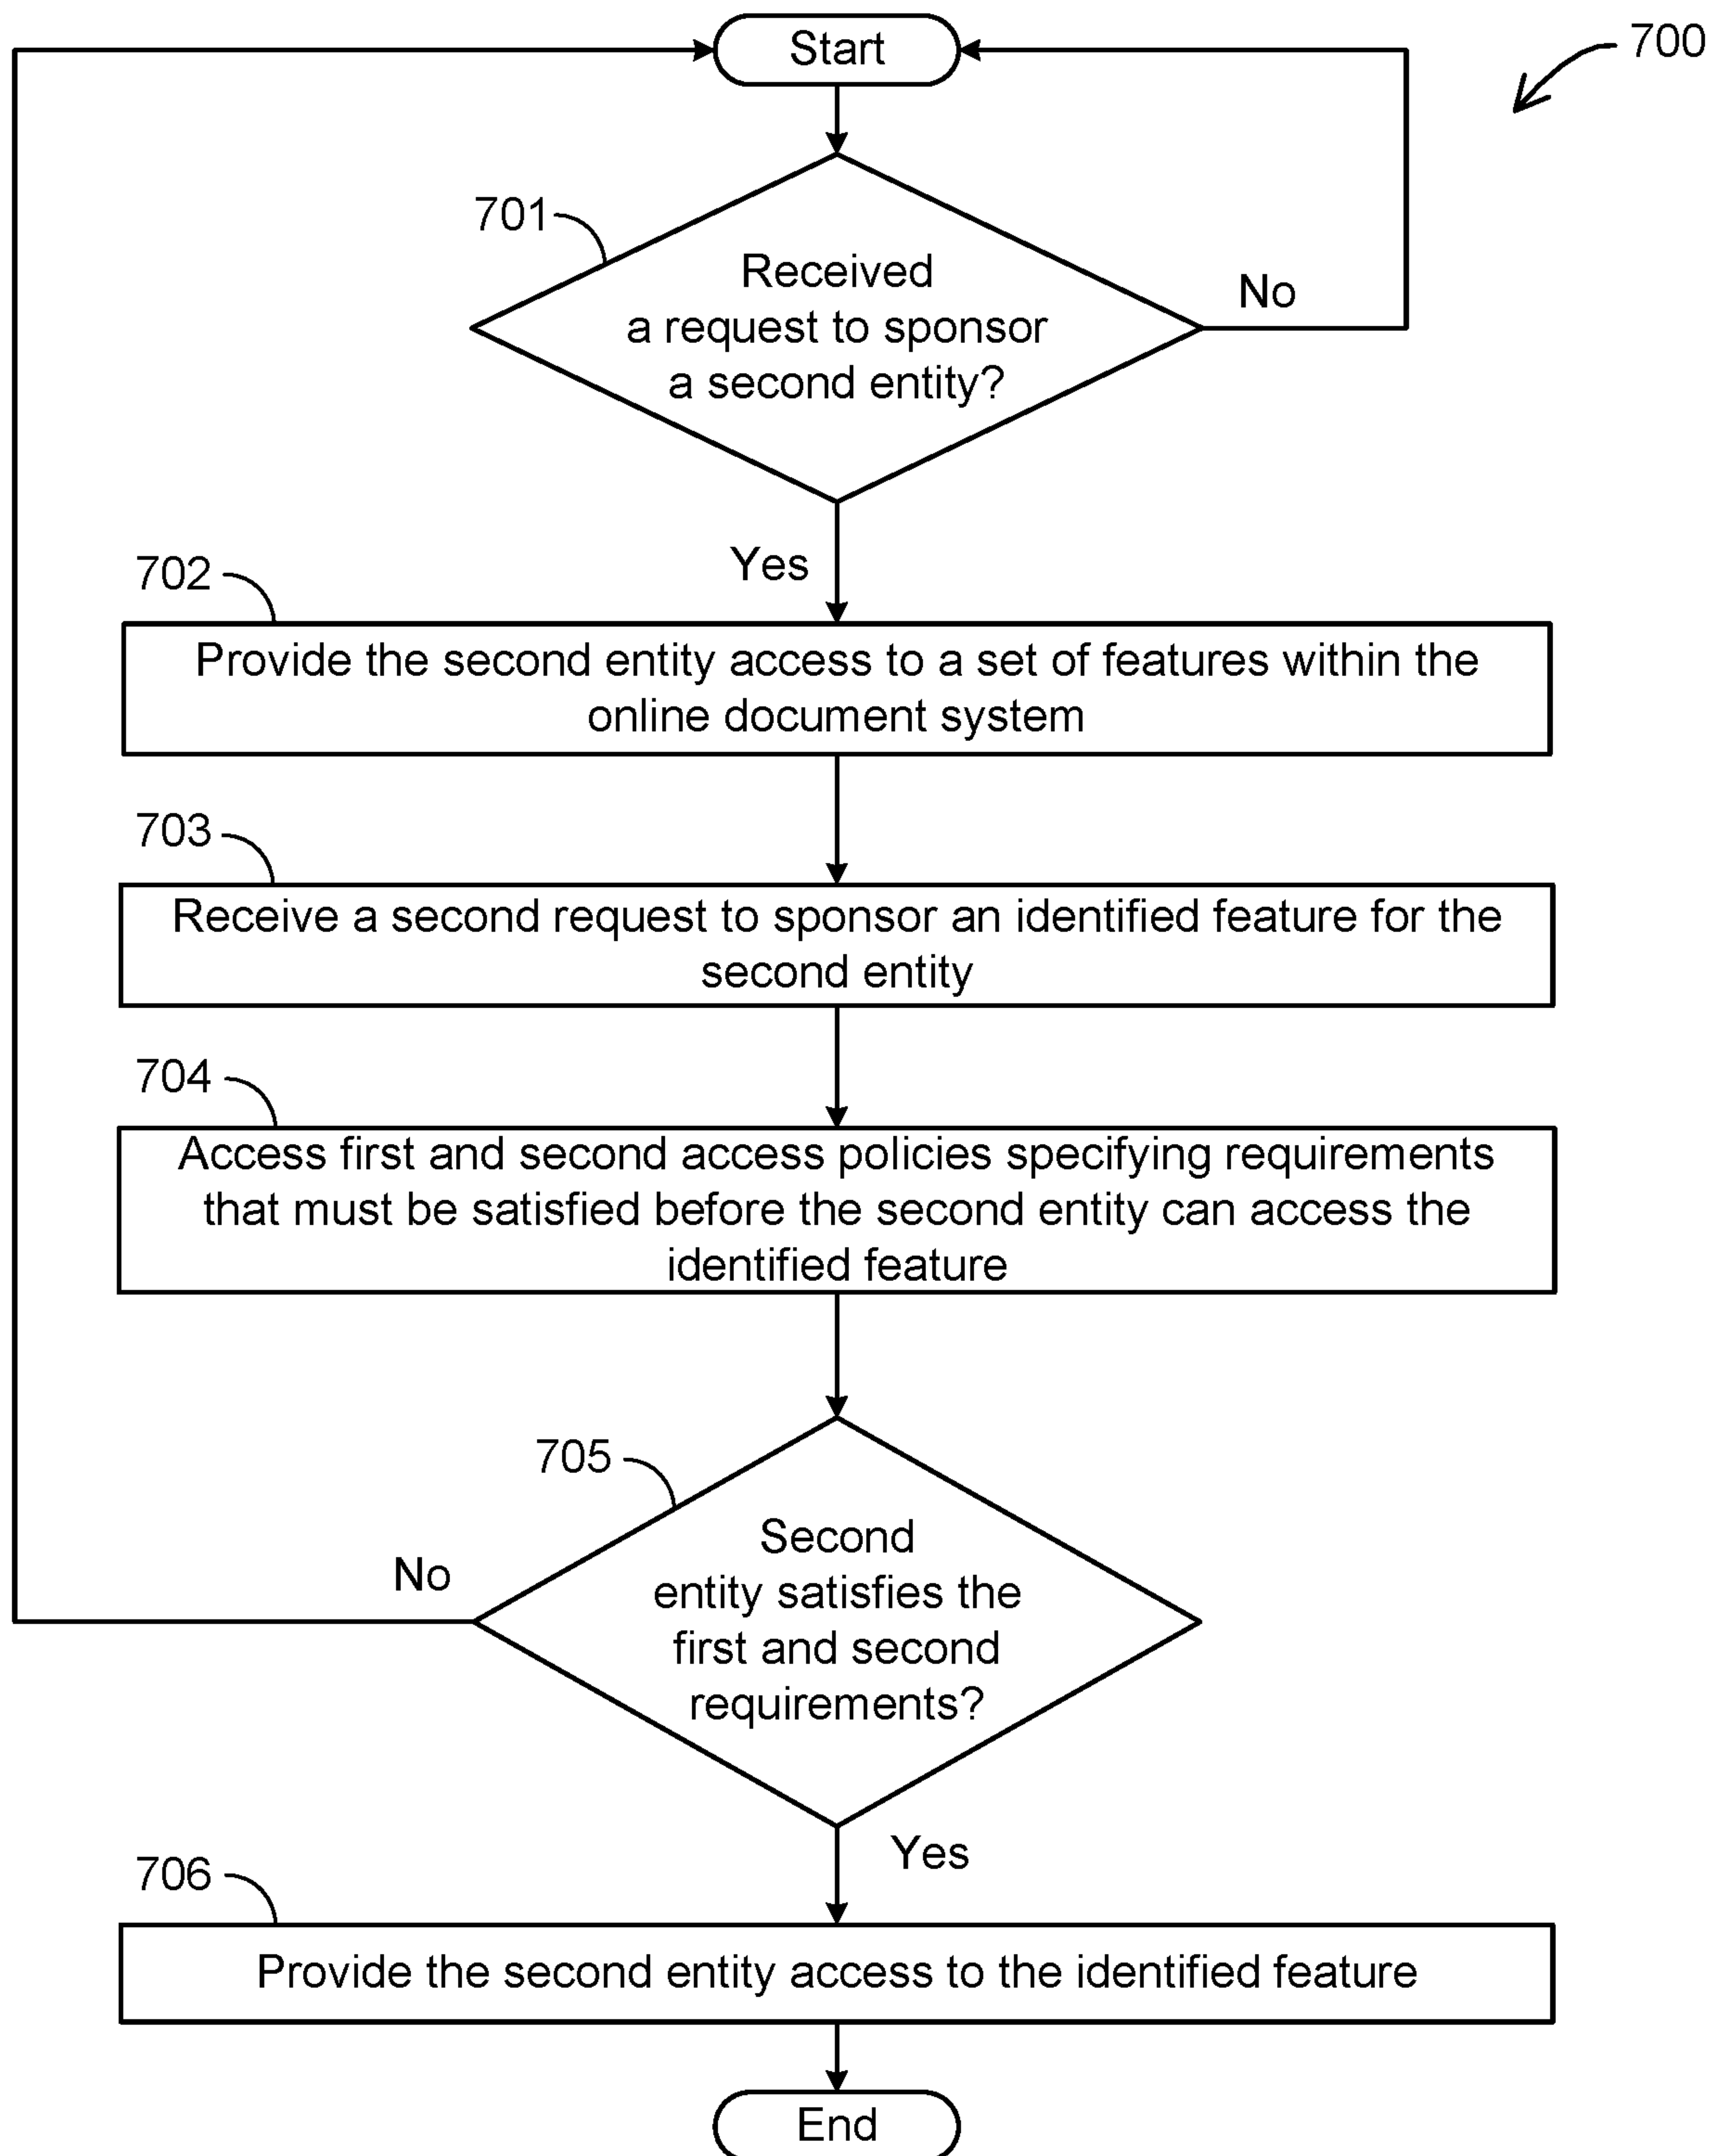 Start
700
701
Received
a request to sponsor
a second entity?
No
Yes
702
Provide the second entity access to a set of features within the
online document system
703
Receive a second request to sponsor an identified feature for the
second entity
704
Access first and second access policies specifying requirements
that must be satisfied before the second entity can access the
identified feature
705
Second
entity satisfies the
first and second
requirements?
No
Yes
706
Provide the second entity access to the identified feature
End